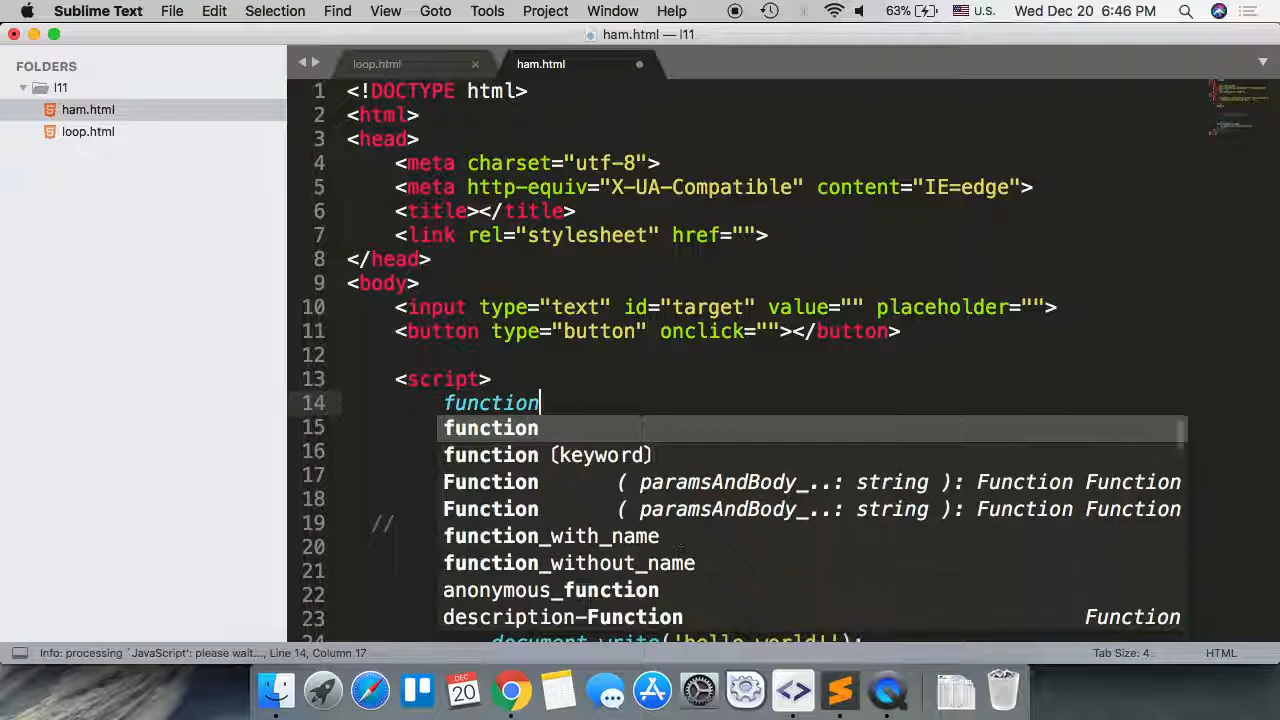 Sublime Text File Edit Selection Find View Goto Tools Project Window Help 63% U.S. Wed Dec 20 6:46 PM
ham.html — l11
FOLDERS
l11
ham.html
loop.html
loop.html × ham.html
1 <!DOCTYPE html>
2 <html>
3 <head>
4 <meta charset="utf-8">
5 <meta http-equiv="X-UA-Compatible" content="IE=edge">
6 <title></title>
7 <link rel="stylesheet" href="">
8 </head>
9 <body>
10 <input type="text" id="target" value="" placeholder="">
11 <button type="button" onclick=""></button>
12
13 <script>
14 function
15 function
16 function 〔keyword〕
17 Function ( paramsAndBody_..: string ): Function Function
18 Function ( paramsAndBody_..: string ): Function Function
19 // function_with_name
20 function_without_name
21
22 anonymous_function
23 description-Function Function
24 document.write('hello world!');
Info: processing `JavaScript': please wait..., Line 14, Column 17 Tab Size: 4 HTML
DEC
20